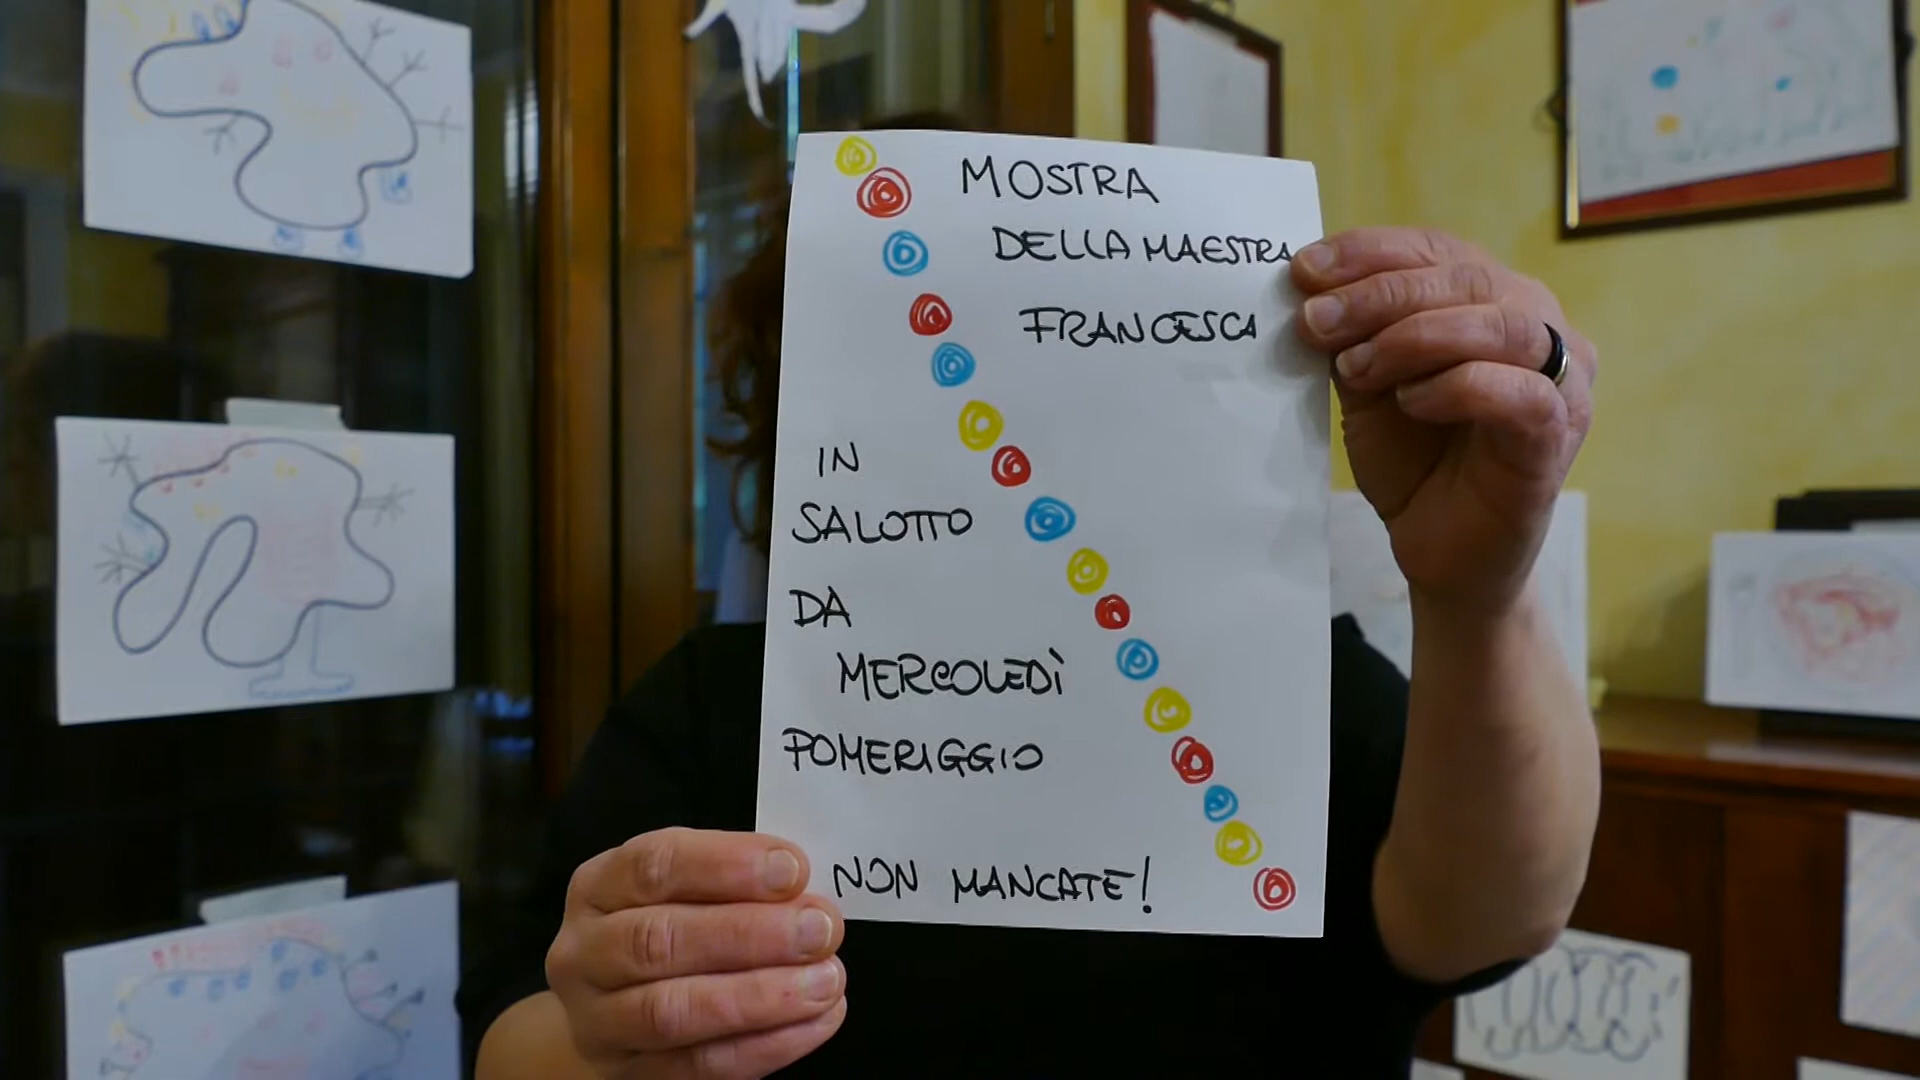 MOSTRA
DELLA MAESTRA
FRANCESCA
IN
SALOTTO
DA
MERCOLEDÌ
POMERIGGIO
NON MANCATE!